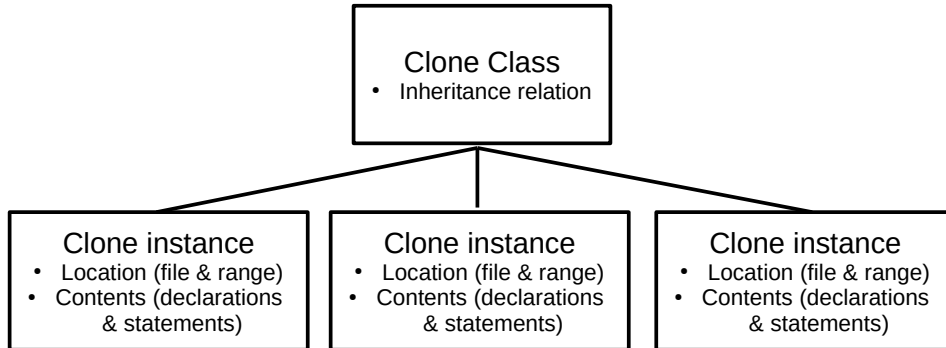 Clone Class
• Inheritance relation
Clone instance
• Location (file & range)
• Contents (declarations
& statements)
Clone instance
• Location (file & range)
• Contents (declarations
& statements)
Clone instance
• Location (file & range)
• Contents (declarations
& statements)